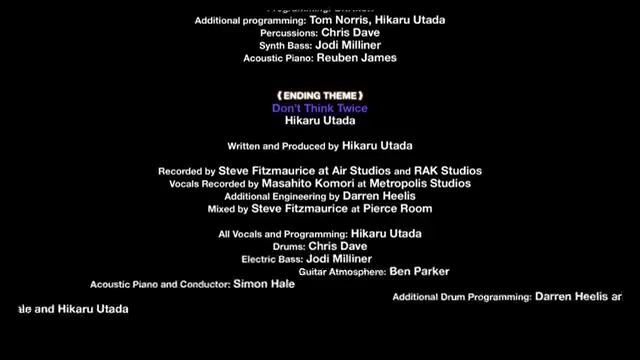 Additional programming: Tom Norris, Hikaru Utada
Percussions: Chris Dave
Synth Bass: Jodi Milliner
Acoustic Piano: Reuben James
《ENDING THEME》
Don't Think Twice
Hikaru Utada
Written and Produced by Hikaru Utada
Recorded by Steve Fitzmaurice at Air Studios and RAK Studios
Vocals Recorded by Masahito Komori at Metropolis Studios
Additional Engineering by Darren Heelis
Mixed by Steve Fitzmaurice at Pierce Room
All Vocals and Programming: Hikaru Utada
Drums: Chris Dave
Electric Bass: Jodi Milliner
Guitar Atmosphere: Ben Parker
Acoustic Piano and Conductor: Simon Hale
Additional Drum Programming: Darren Heelis
and Hikaru Utada